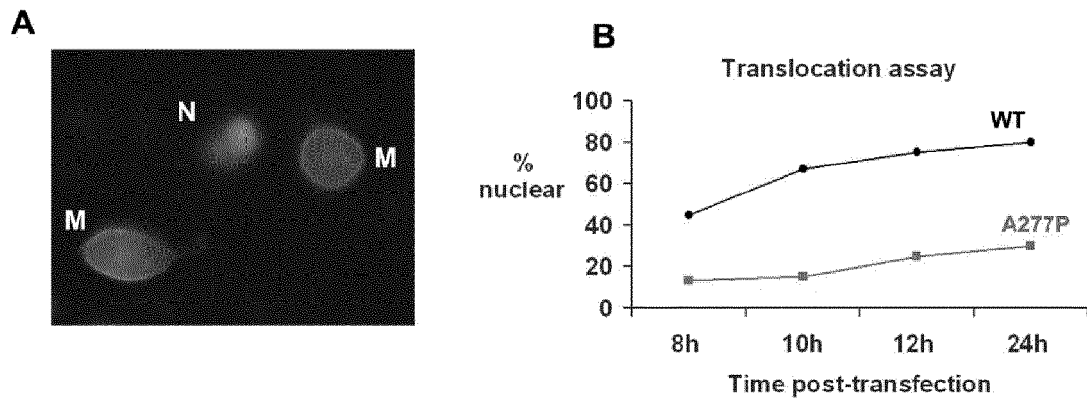 A
N
M
M
B
Translocation assay
% nuclear
100
80
60
40
20
0
WT
A277P
8h 10h 12h 24h
Time post-transfection